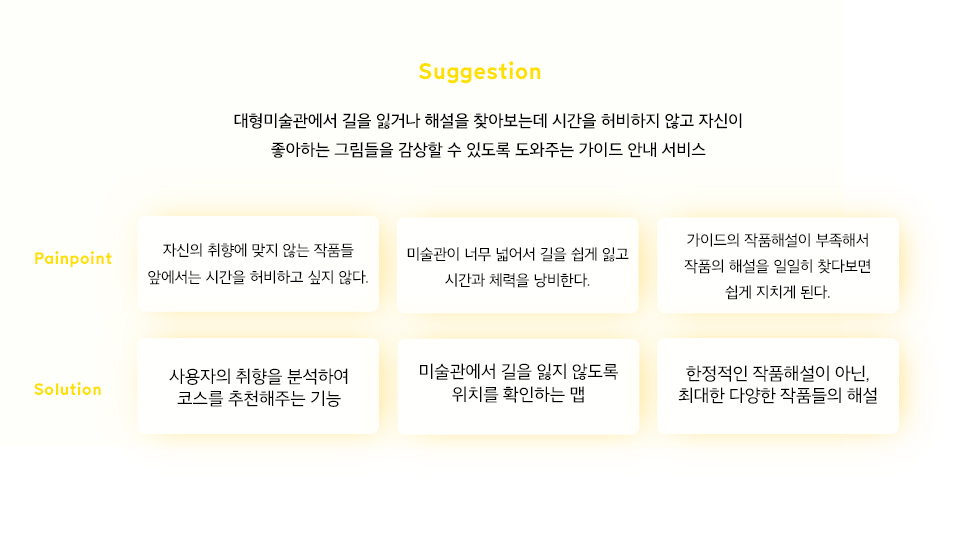 Suggestion
대형미술관에서 길을 잃거나 해설을 찾아보는데 시간을 허비하지 않고 자신이
좋아하는 그림들을 감상할 수 있도록 도와주는 가이드 안내 서비스
Painpoint
자신의 취향에 맞지 않는 작품들
앞에서는 시간을 허비하고 싶지 않다.
미술관이 너무 넓어서 길을 쉽게 잃고
시간과 체력을 낭비한다.
가이드의 작품해설이 부족해서
작품의 해설을 일일히 찾다보면
쉽게 지치게 된다.
Solution
사용자의 취향을 분석하여
코스를 추천해주는 기능
미술관에서 길을 잃지 않도록
위치를 확인하는 맵
한정적인 작품해설이 아닌,
최대한 다양한 작품들의 해설